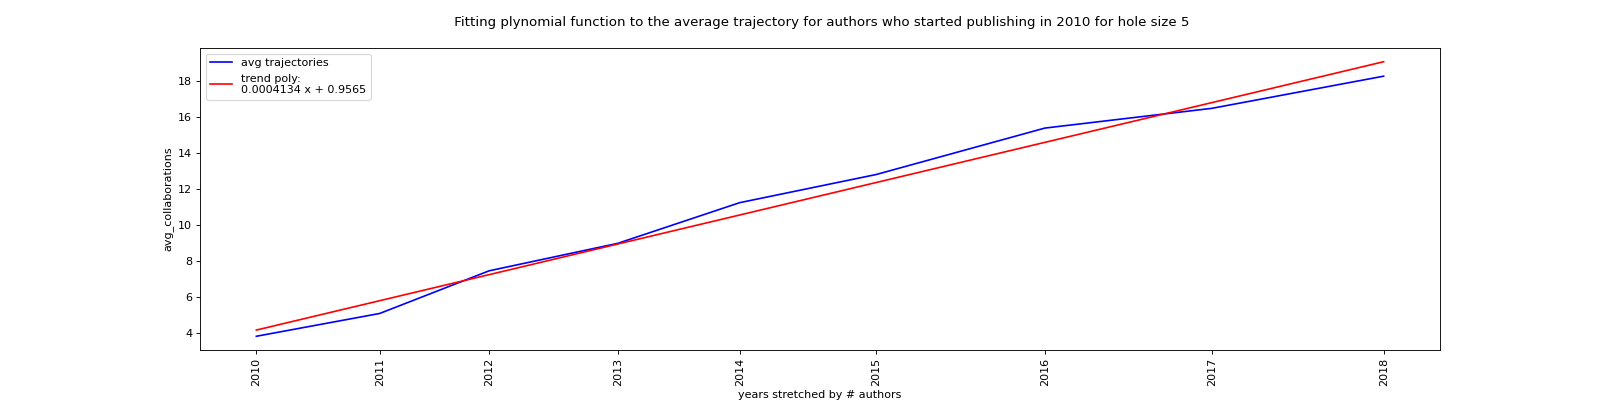 Fitting plynomial function to the average trajectory for authors who started publishing in 2010 for hole size 5
avg trajectories
trend poly:
0.0004134 x + 0.9565
avg_collaborations
18
16
14
12
10
8
6
4
2010
2011
2012
2013
2014
2015
2016
2017
2018
years stretched by # authors